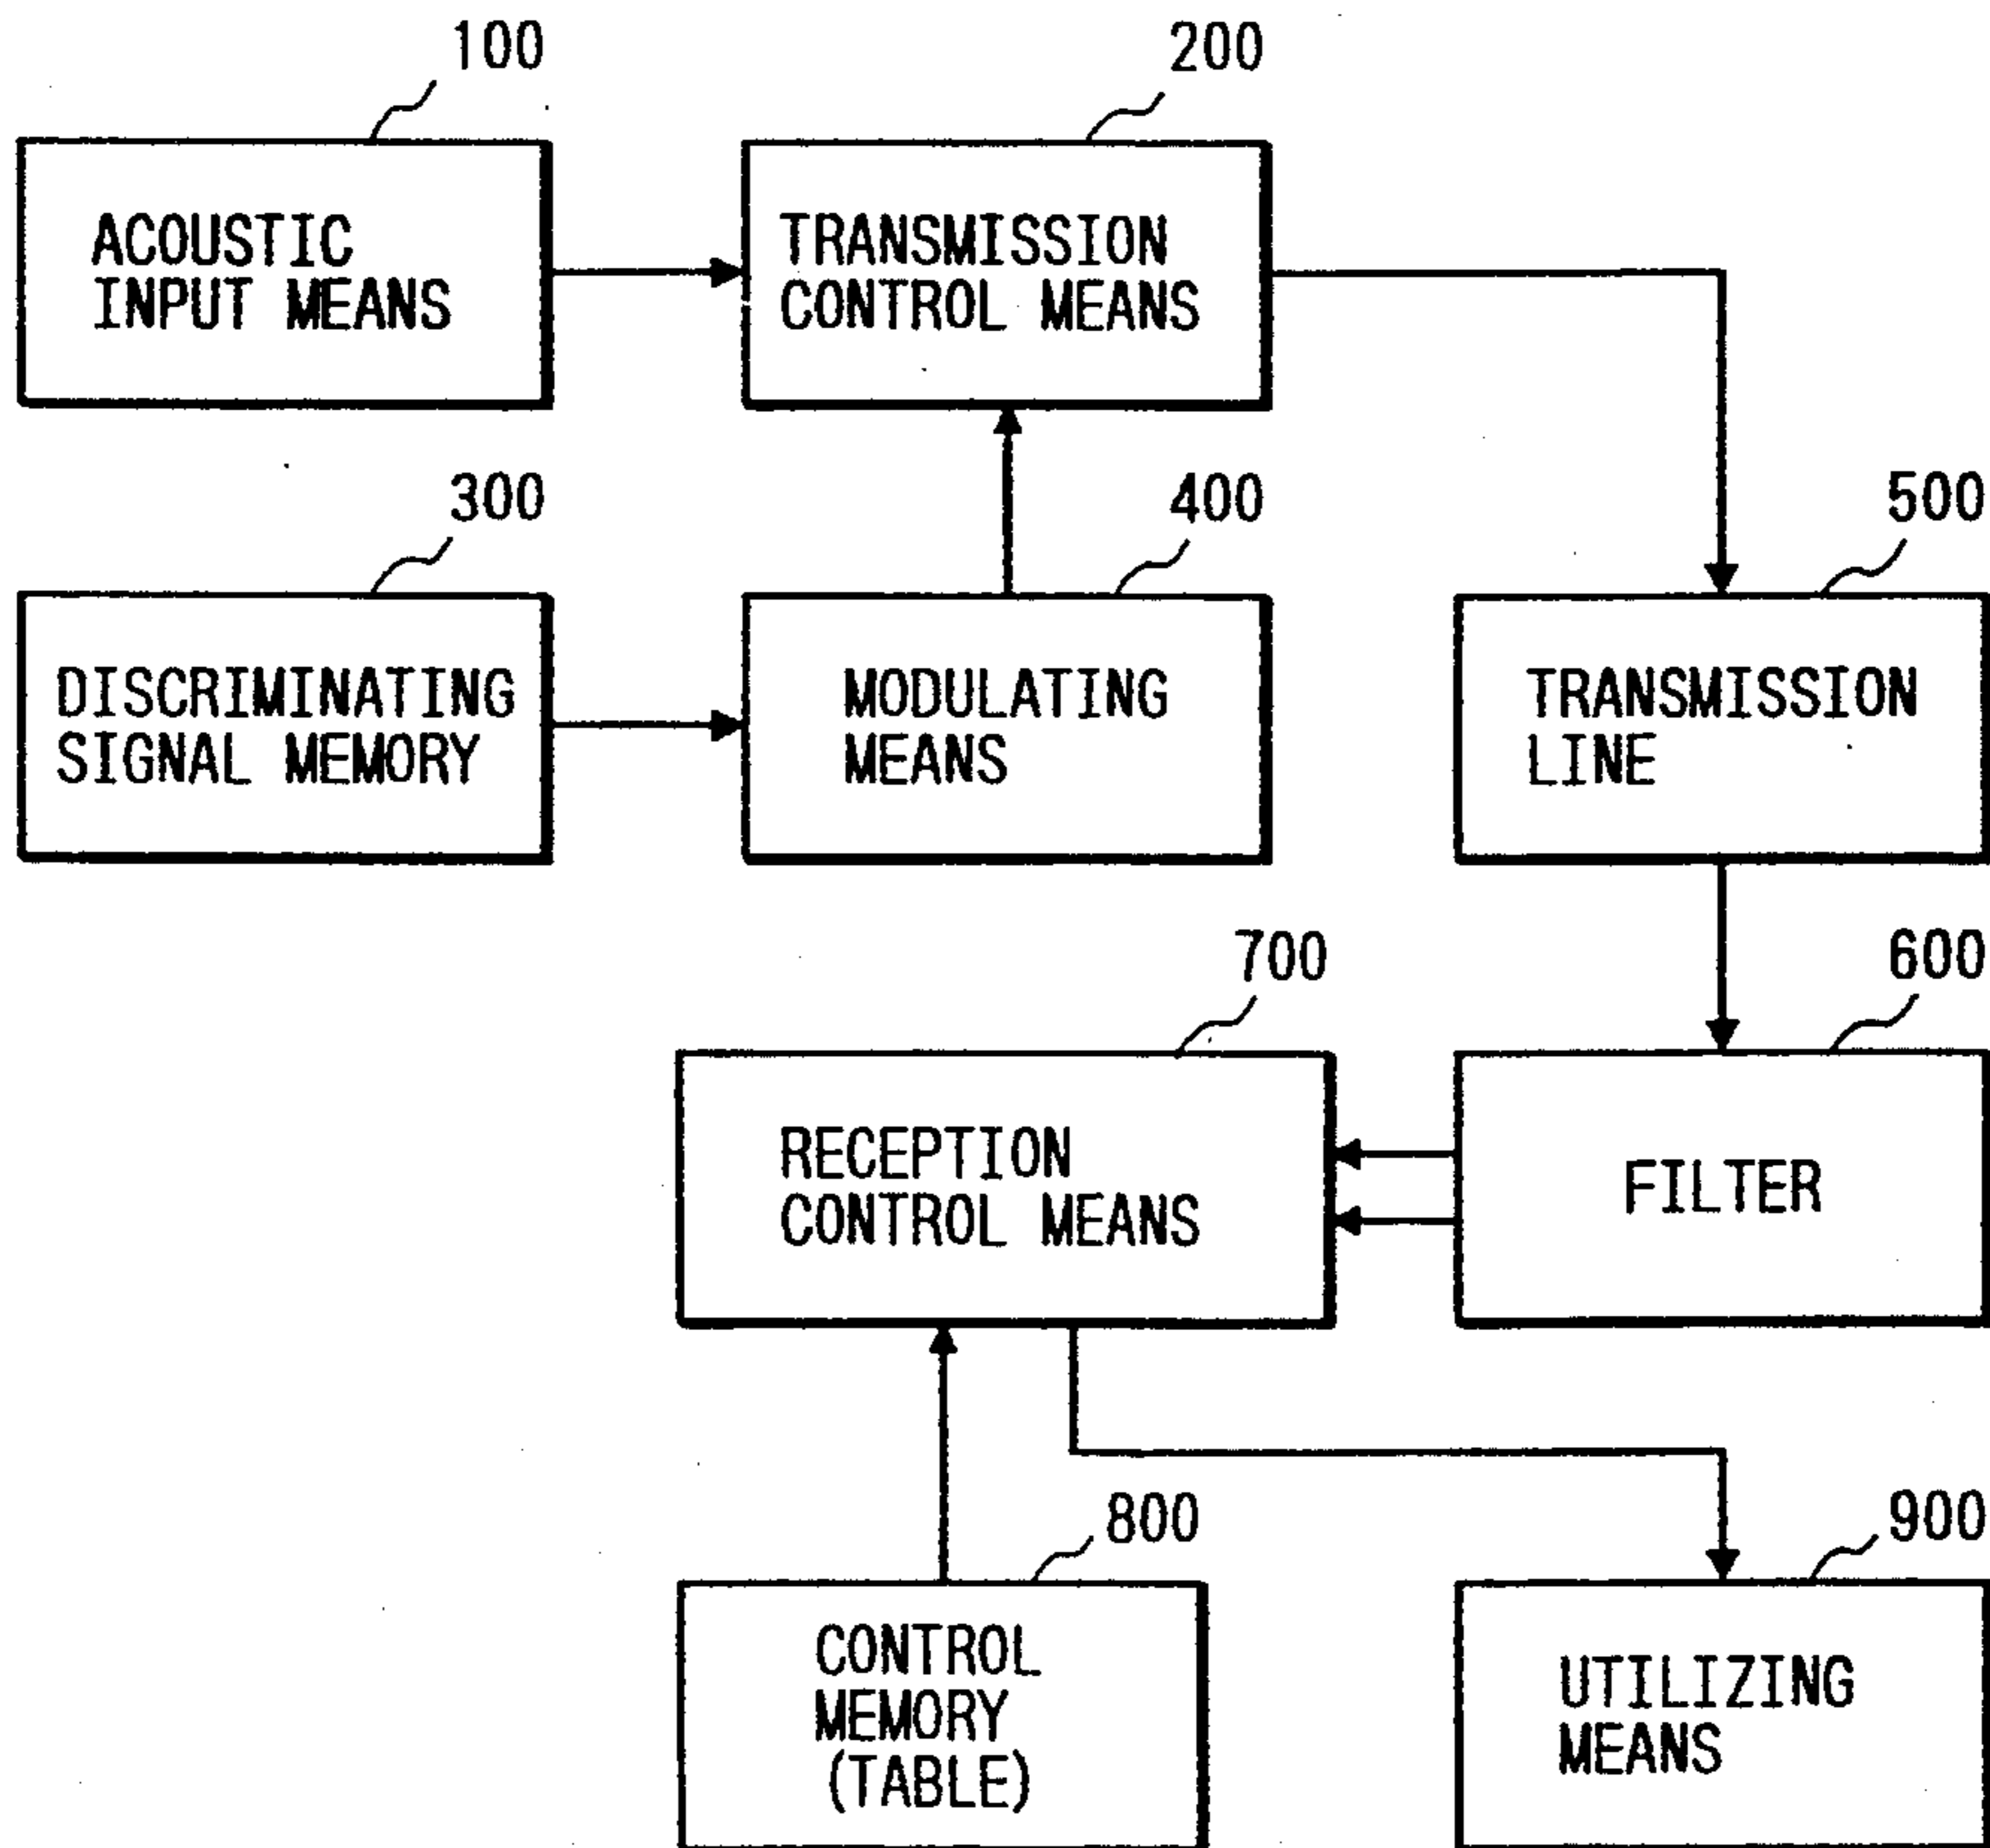 100
200
ACOUSTIC
INPUT MEANS
TRANSMISSION
CONTROL MEANS
300
400
500
DISCRIMINATING
SIGNAL MEMORY
MODULATING
MEANS
TRANSMISSION
LINE
700
600
RECEPTION
CONTROL MEANS
FILTER
800
900
CONTROL
MEMORY
(TABLE)
UTILIZING
MEANS